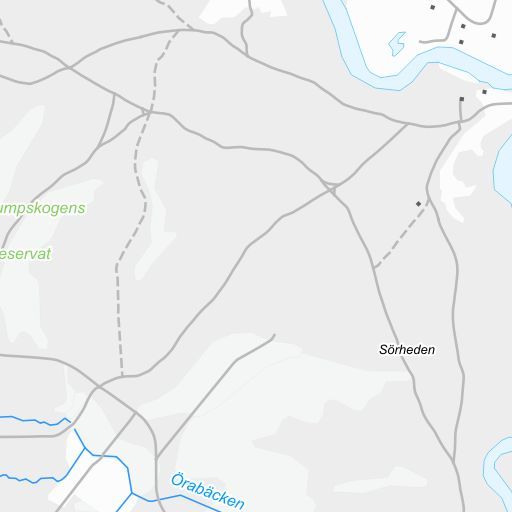 umpskogens
eservat
Sörheden
Örabäcken